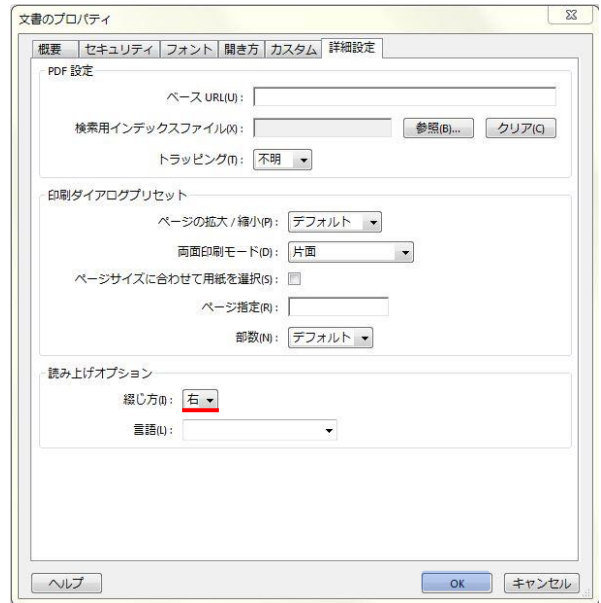 文書のプロパティ
概要 セキュリティ フォント 開き方 カスタム 詳細設定
PDF 設定
ベース URL(U):
検索用インデックスファイル(X): 参照(B)... クリア(C)
トラッピング(T): 不明
印刷ダイアログプリセット
ページの拡大 / 縮小(P): デフォルト
両面印刷モード(D): 片面
ページサイズに合わせて用紙を選択(S):
ページ指定(R):
部数(N): デフォルト
読み上げオプション
綴じ方(I): 右
言語(L):
ヘルプ OK キャンセル